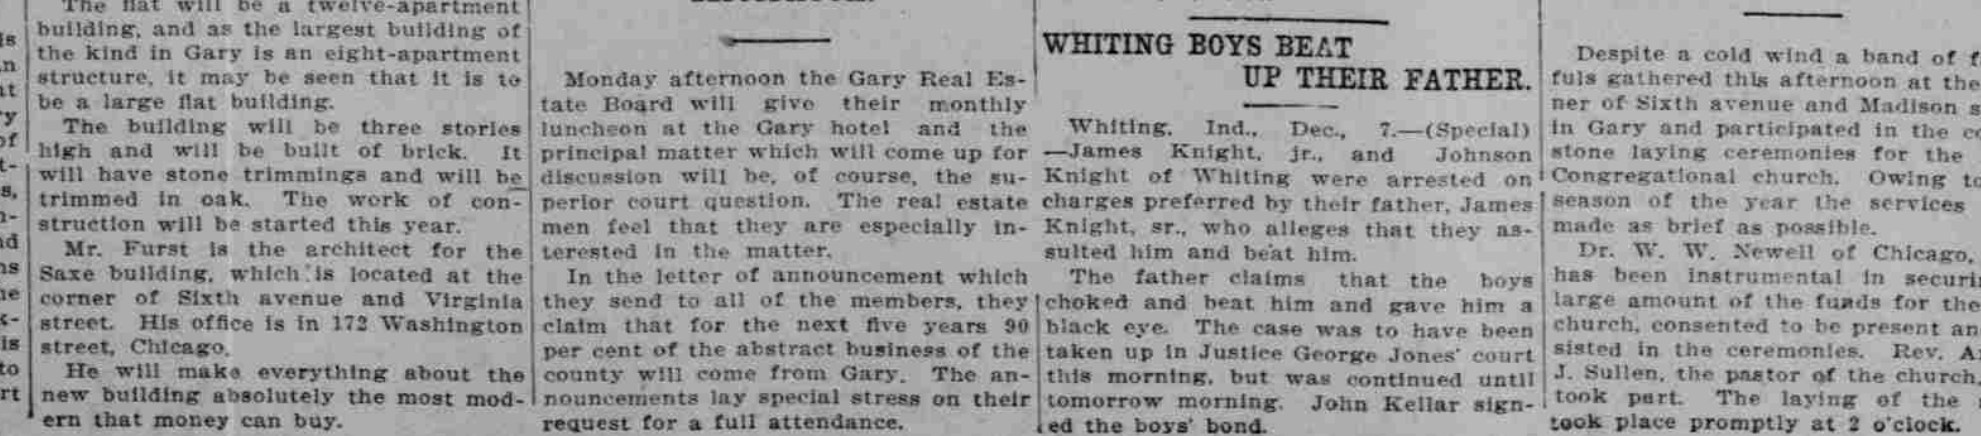 The flat will be a twelve-apartment
building, and as the largest building of
the kind in Gary is an eight-apartment
structure, it may be seen that it is to
be a large flat building.
The building will be three stories
high and will be built of brick. It
will have stone trimmings and will be
trimmed in oak. The work of con-
struction will be started this year.
Mr. Furst is the architect for the
Saxe building, which is located at the
corner of Sixth avenue and Virginia
street. His office is in 172 Washington
street, Chicago.
He will make everything about the
new building absolutely the most mod-
ern that money can buy.
Monday afternoon the Gary Real Es-
tate Board will give their monthly
luncheon at the Gary hotel and the
principal matter which will come up for
discussion will be, of course, the su-
perior court question. The real estate
men feel that they are especially in-
terested in the matter.
In the letter of announcement which
they send to all of the members, they
claim that for the next five years 90
per cent of the abstract business of the
county will come from Gary. The an-
nouncements lay special stress on their
request for a full attendance.
WHITING BOYS BEAT
UP THEIR FATHER.
Whiting, Ind., Dec., 7.—(Special)
—James Knight, jr., and Johnson
Knight of Whiting were arrested on
charges preferred by their father, James
Knight, sr., who alleges that they as-
sulted him and beat him.
The father claims that the boys
choked and beat him and gave him a
black eye. The case was to have been
taken up in Justice George Jones' court
this morning, but was continued until
tomorrow morning. John Kellar sign-
ed the boys' bond.
Despite a cold wind a band of
fuls gathered this afternoon at the
ner of Sixth avenue and Madison
in Gary and participated in the
stone laying ceremonies for the
Congregational church. Owing to
season of the year the services
made as brief as possible.
Dr. W. W. Newell of Chicago,
has been instrumental in
large amount of the funds for the
church, consented to be present
sisted in the ceremonies. Rev.
J. Sullen, the pastor of the church,
took part. The laying of the
took place promptly at 2 o'clock.